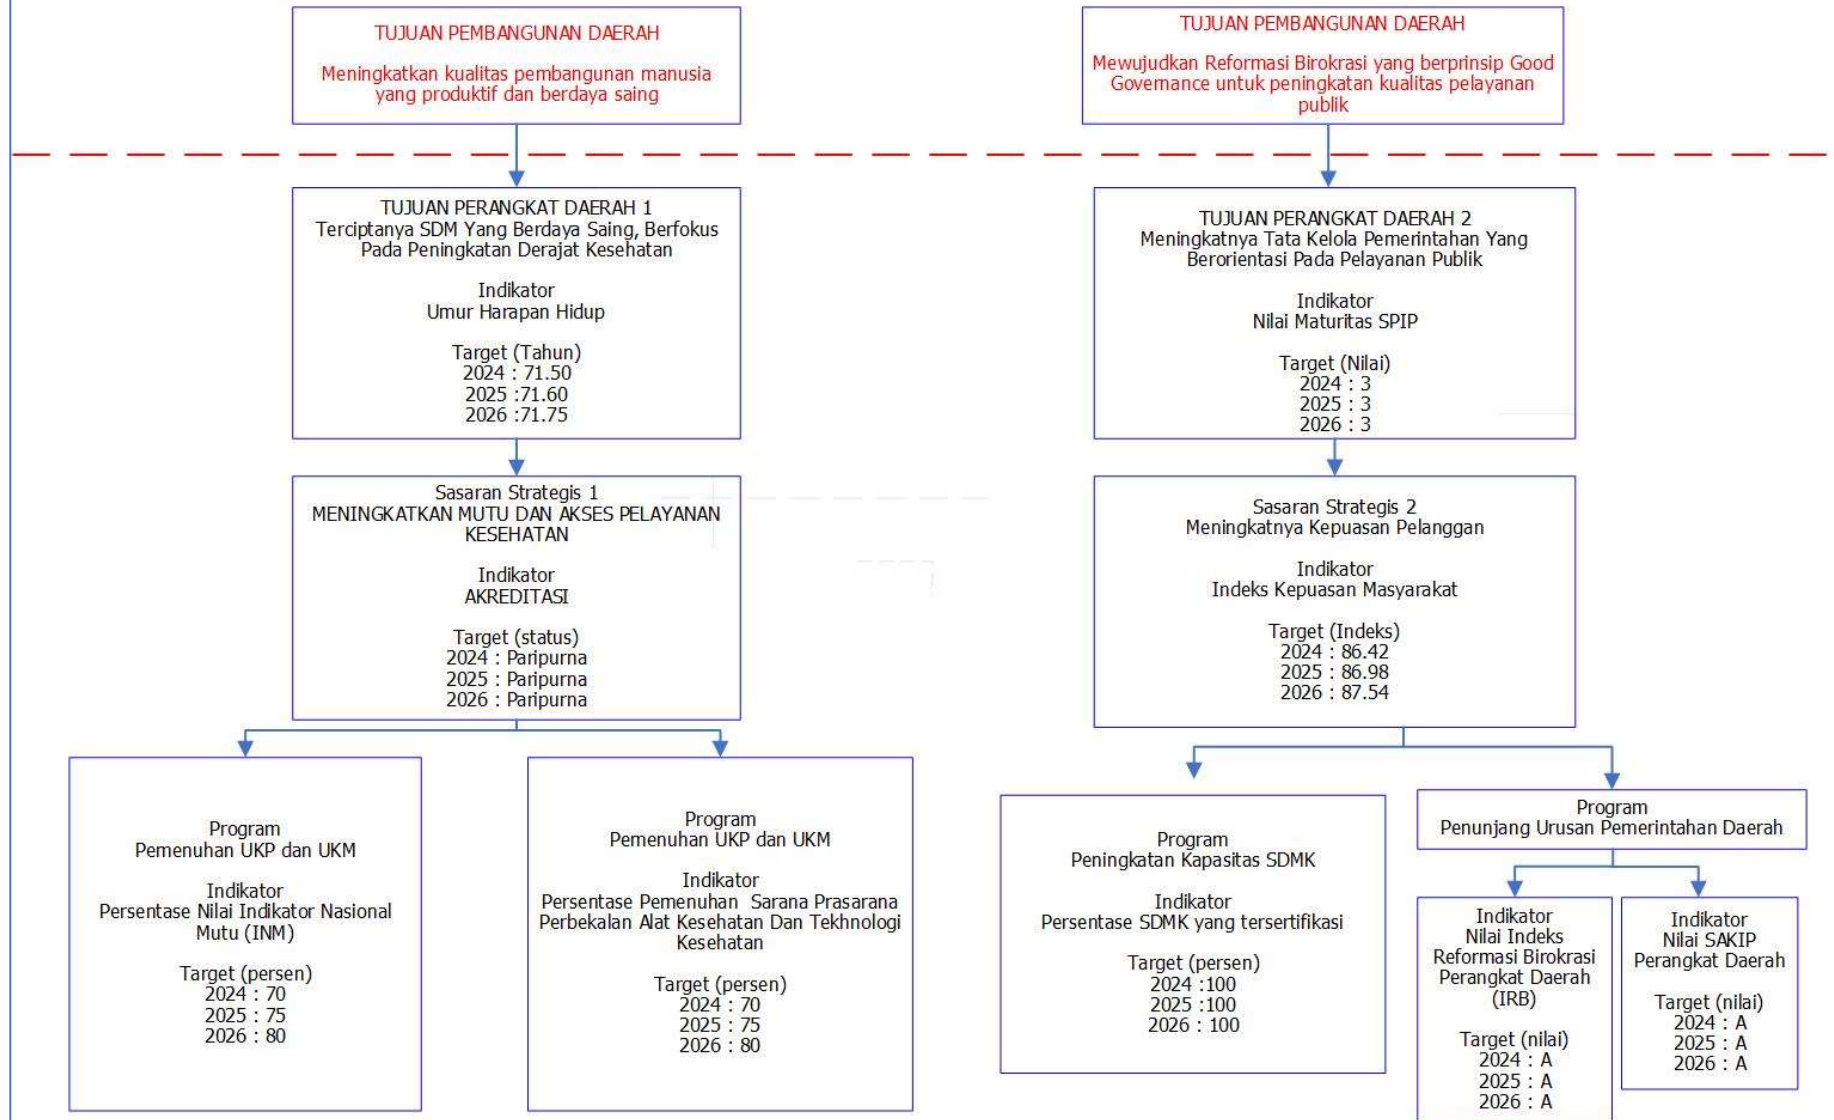 TUJUAN PEMBANGUNAN DAERAH
Meningkatkan kualitas pembangunan manusia
yang produktif dan berdaya saing
TUJUAN PEMBANGUNAN DAERAH
Mewujudkan Reformasi Birokrasi yang berprinsip Good
Governance untuk peningkatan kualitas pelayanan
publik
TUJUAN PERANGKAT DAERAH 1
Terciptanya SDM Yang Berdaya Saing, Berfokus
Pada Peningkatan Derajat Kesehatan
Indikator
Umur Harapan Hidup
Target (Tahun)
2024 : 71.50
2025 :71.60
2026 :71.75
TUJUAN PERANGKAT DAERAH 2
Meningkatnya Tata Kelola Pemerintahan Yang
Berorientasi Pada Pelayanan Publik
Indikator
Nilai Maturitas SPIP
Target (Nilai)
2024 : 3
2025 : 3
2026 : 3
Sasaran Strategis 1
MENINGKATKAN MUTU DAN AKSES PELAYANAN
KESEHATAN
Indikator
AKREDITASI
Target (status)
2024 : Paripurna
2025 : Paripurna
2026 : Paripurna
Sasaran Strategis 2
Meningkatnya Kepuasan Pelanggan
Indikator
Indeks Kepuasan Masyarakat
Target (Indeks)
2024 : 86.42
2025 : 86.98
2026 : 87.54
Program
Pemenuhan UKP dan UKM
Indikator
Persentase Nilai Indikator Nasional
Mutu (INM)
Target (persen)
2024 : 70
2025 : 75
2026 : 80
Program
Pemenuhan UKP dan UKM
Indikator
Persentase Pemenuhan Sarana Prasarana
Perbekalan Alat Kesehatan Dan Tekhnologi
Kesehatan
Target (persen)
2024 : 70
2025 : 75
2026 : 80
Program
Peningkatan Kapasitas SDMK
Indikator
Persentase SDMK yang tersertifikasi
Target (persen)
2024 :100
2025 :100
2026 : 100
Program
Penunjang Urusan Pemerintahan Daerah
Indikator
Nilai Indeks
Reformasi Birokrasi
Perangkat Daerah
(IRB)
Target (nilai)
2024 : A
2025 : A
2026 : A
Indikator
Nilai SAKIP
Perangkat Daerah
Target (nilai)
2024 : A
2025 : A
2026 : A